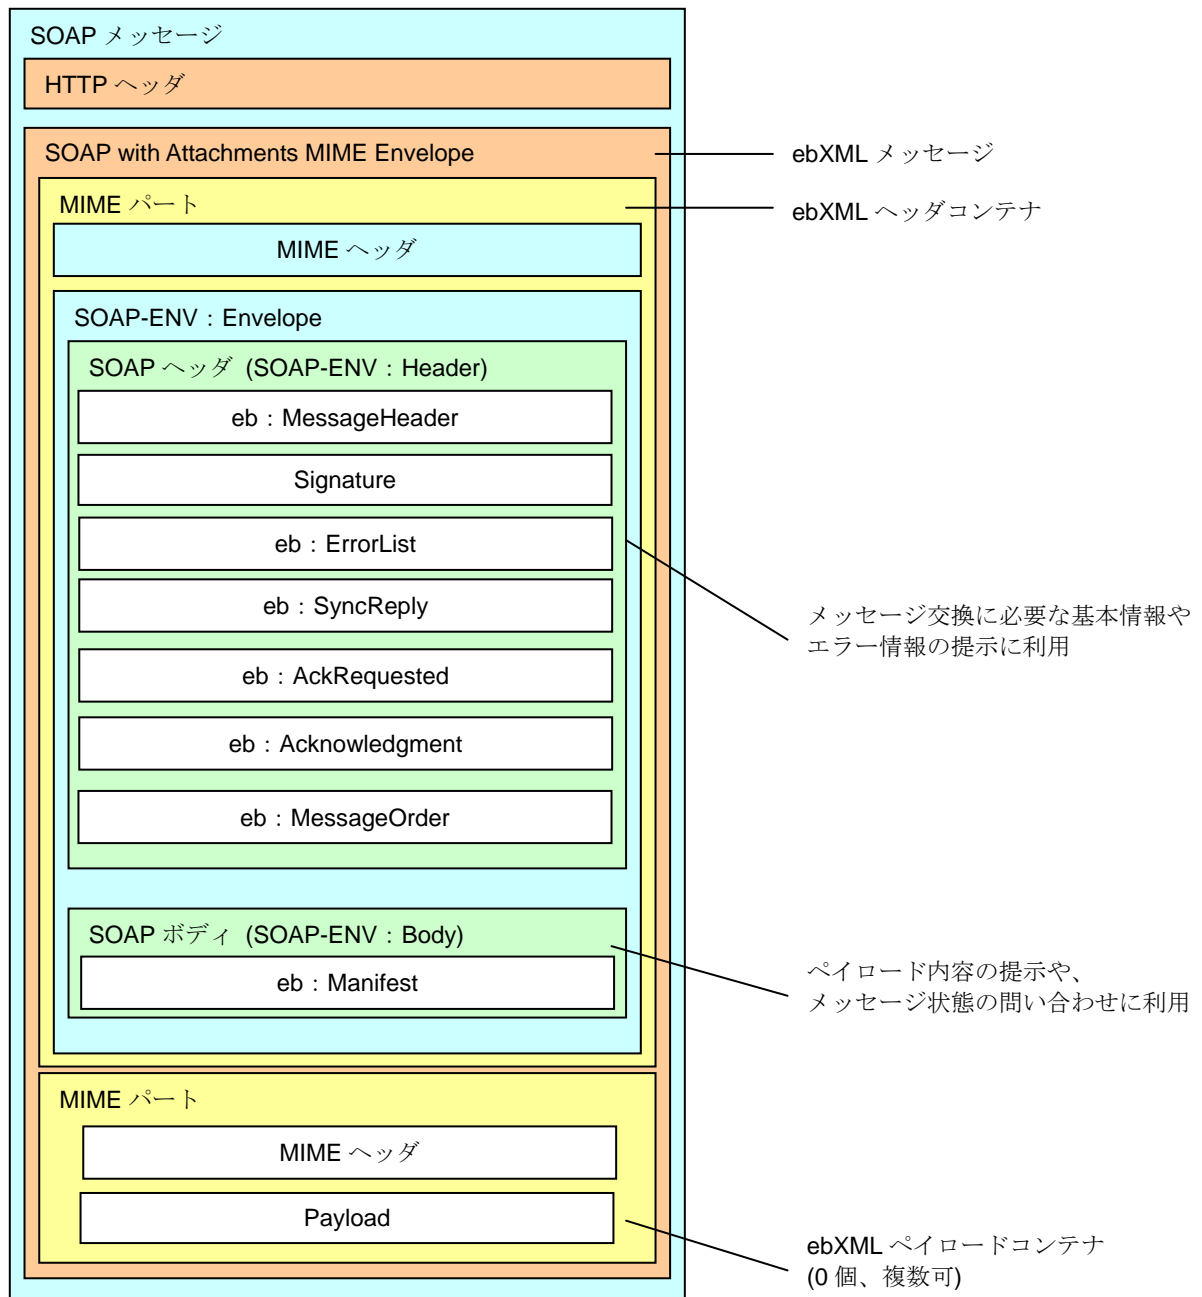 SOAP メッセージ
HTTP ヘッダ
SOAP with Attachments MIME Envelope
ebXML メッセージ
MIME パート
ebXML ヘッダコンテナ
MIME ヘッダ
SOAP-ENV：Envelope
SOAP ヘッダ (SOAP-ENV：Header)
eb：MessageHeader
Signature
eb：ErrorList
eb：SyncReply
メッセージ交換に必要な基本情報や
エラー情報の提示に利用
eb：AckRequested
eb：Acknowledgment
eb：MessageOrder
SOAP ボディ (SOAP-ENV：Body)
eb：Manifest
ペイロード内容の提示や、
メッセージ状態の問い合わせに利用
MIME パート
MIME ヘッダ
Payload
ebXML ペイロードコンテナ
(0 個、複数可)